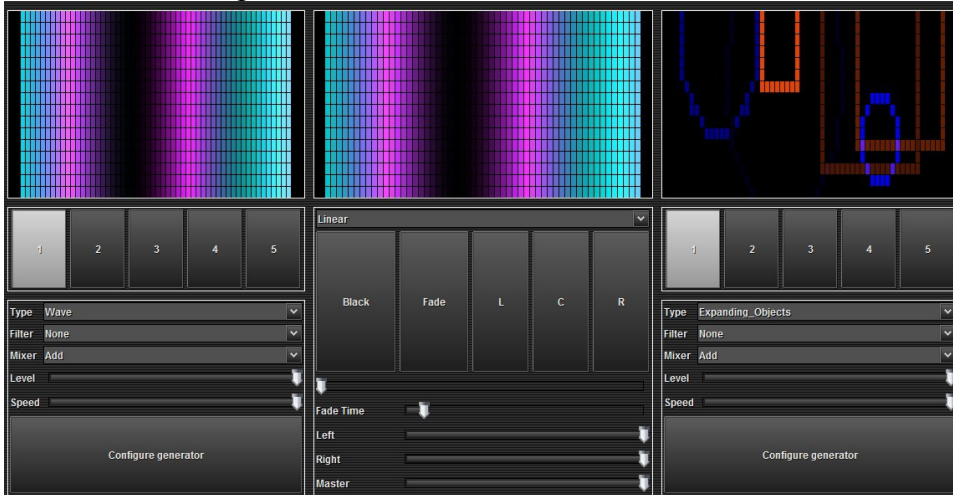 1 2 3 4 5
Type Wave
Filter None
Mixer Add
Level
Speed
Configure generator
Linear
Black Fade L C R
Fade Time
Left
Right
Master
1 2 3 4 5
Type Expanding_Objects
Filter None
Mixer Add
Level
Speed
Configure generator